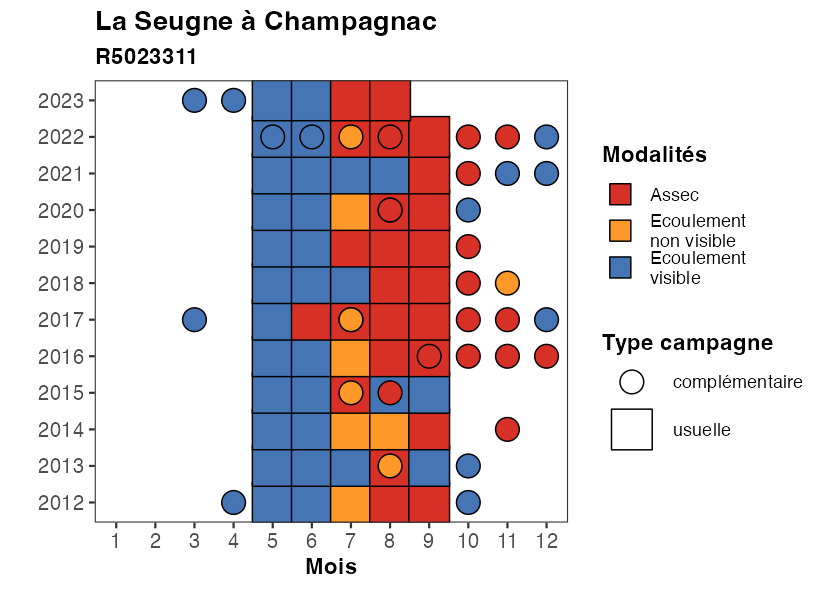 La Seugne à Champagnac
R5023311
2023
2022
2021
2020
2019
2018
2017
2016
2015
2014
2013
2012
1 2 3 4 5 6 7 8 9 10 11 12
Mois
Modalités
Assec
Ecoulement
non visible
Ecoulement
visible
Type campagne
complémentaire
usuelle